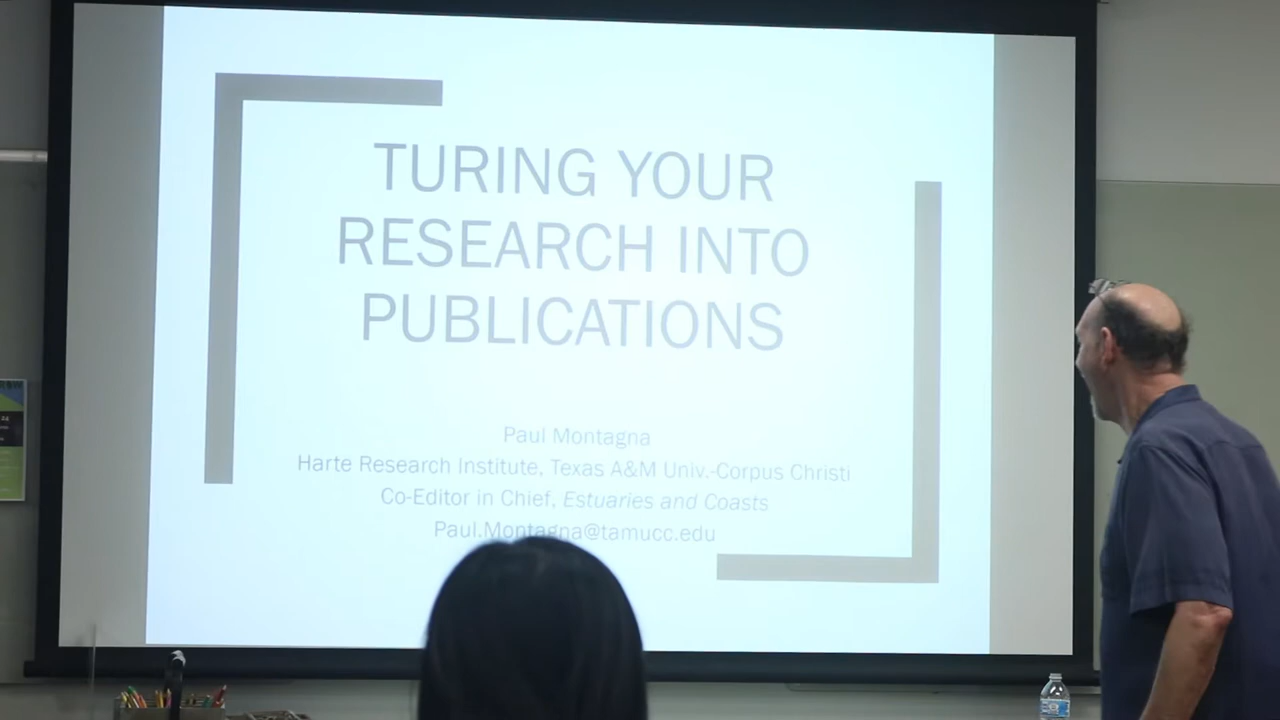 TURING YOUR
RESEARCH INTO
PUBLICATIONS
Paul Montagna
Harte Research Institute, Texas A&M Univ.-Corpus Christi
Co-Editor in Chief, Estuaries and Coasts
Paul.Montagna@tamucc.edu